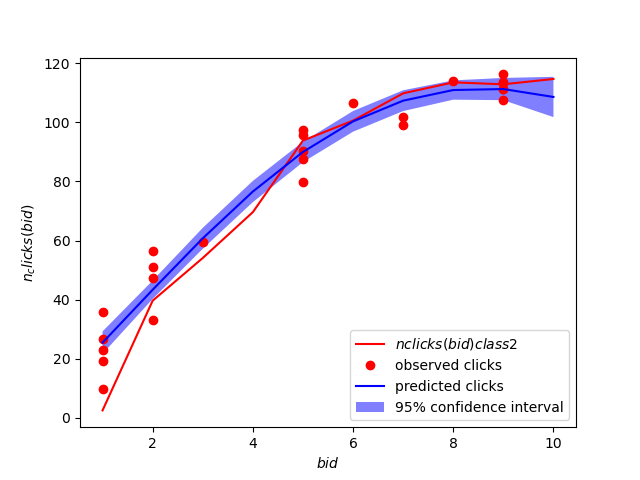 120
100
80
60
40
20
0
n_clicks(bid)
2
4
6
8
10
bid
nclicks(bid)class2
observed clicks
predicted clicks
95% confidence interval